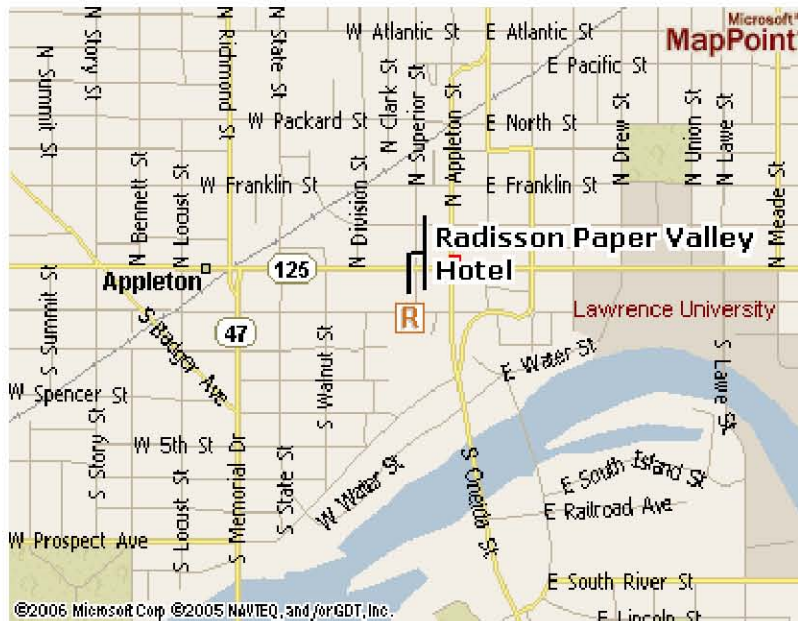 Microsoft®
MapPoint®
W Atlantic St
E Atlantic St
E Pacific St
N Summit St
N Story St
N Richmond St
N State St
N Clark St
N Superior St
N Appleton St
W Packard St
E North St
N Drew St
N Union St
N Lawe St
N Bennett St
N Locust St
W Franklin St
N Division St
E Franklin St
N Meade St
Radisson Paper Valley
Hotel
Appleton
125
R
Lawrence University
S Summit St
S Badger Ave
47
S Walnut St
E Water St
S Lawe St
W Spencer St
S Story St
W 5th St
S Locust St
S Memorial Dr
S State St
W Water St
S Oneida St
E South Island St
E Railroad Ave
W Prospect Ave
E South River St
E Lincoln St
©2006 Microsoft Corp ©2005 NAVTEQ, and/or GDT, Inc.